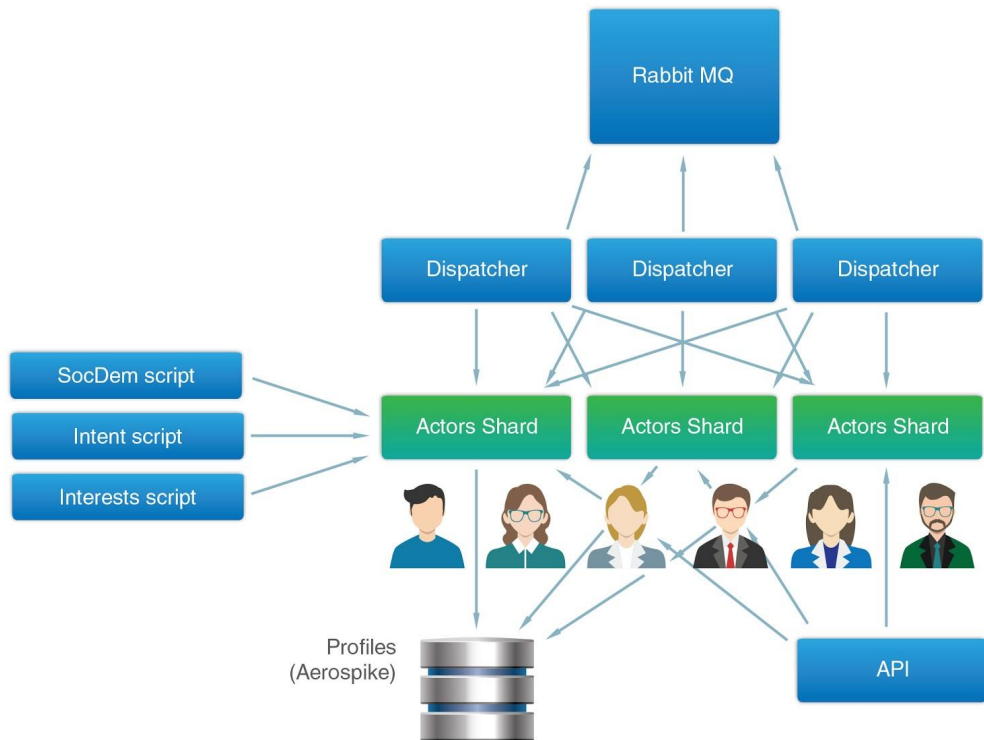 Rabbit MQ
Dispatcher
Dispatcher
Dispatcher
SocDem script
Intent script
Interests script
Actors Shard
Actors Shard
Actors Shard
Profiles
(Aerospike)
API